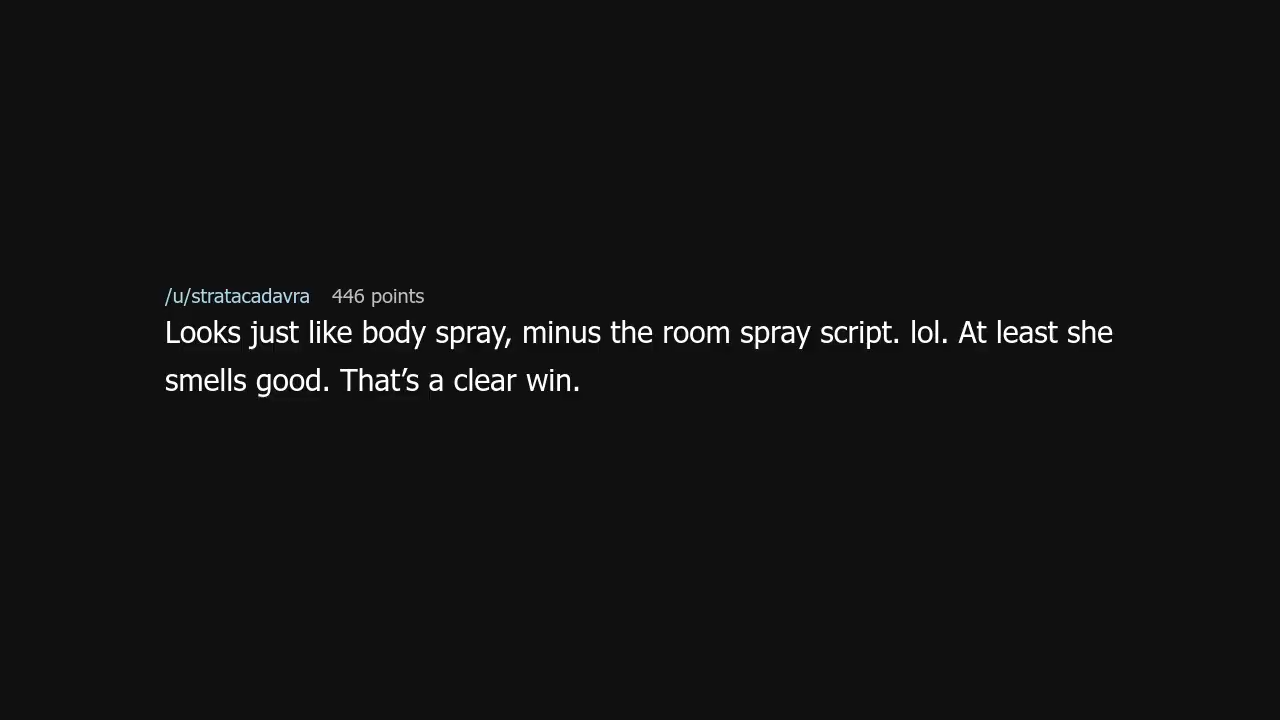 /u/stratacadavra 446 points
Looks just like body spray, minus the room spray script. lol. At least she
smells good. That’s a clear win.